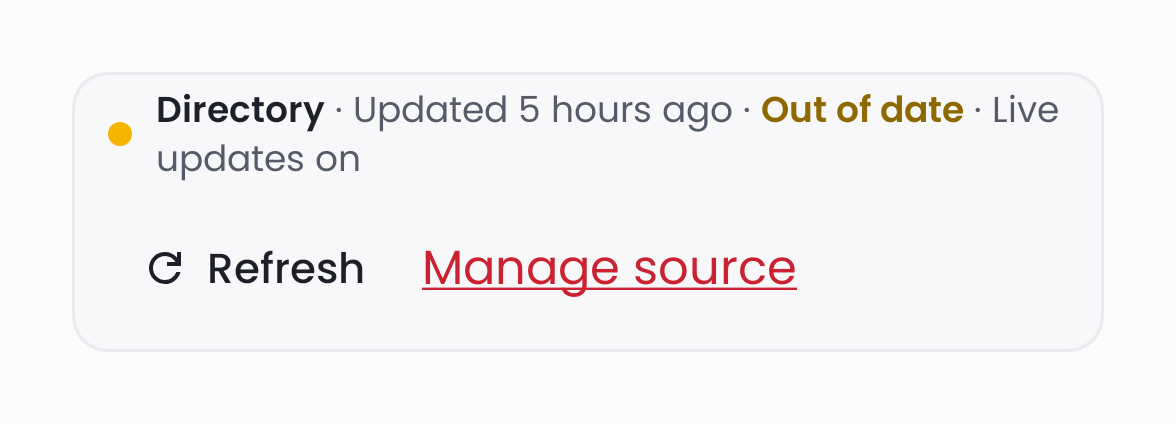 Directory · Updated 5 hours ago · Out of date · Live
updates on
Refresh Manage source